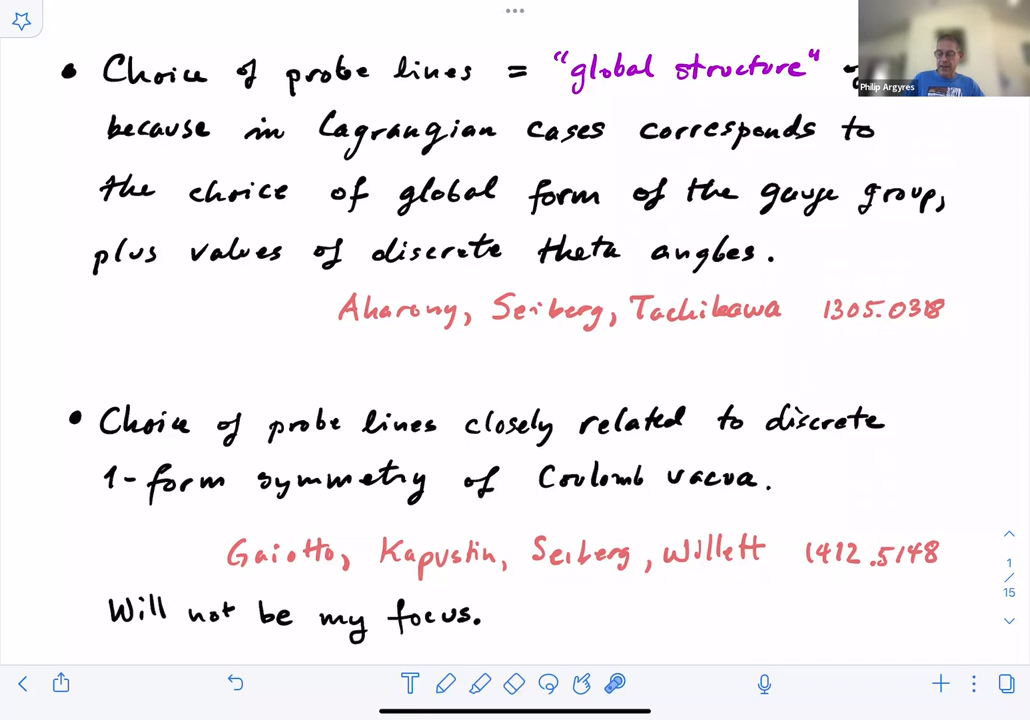 • Choice of probe lines = "global structure"
Philip Argyres
because in Lagrangian cases corresponds to
the choice of global form of the gauge group,
plus values of discrete theta angles.
Aharony, Seiberg, Tachikawa 1305.0318
• Choice of probe lines closely related to discrete
1-form symmetry of Coulomb vacua.
Gaiotto, Kapustin, Seiberg, Willett 1412.5148
Will not be my focus.
1
/
15
T